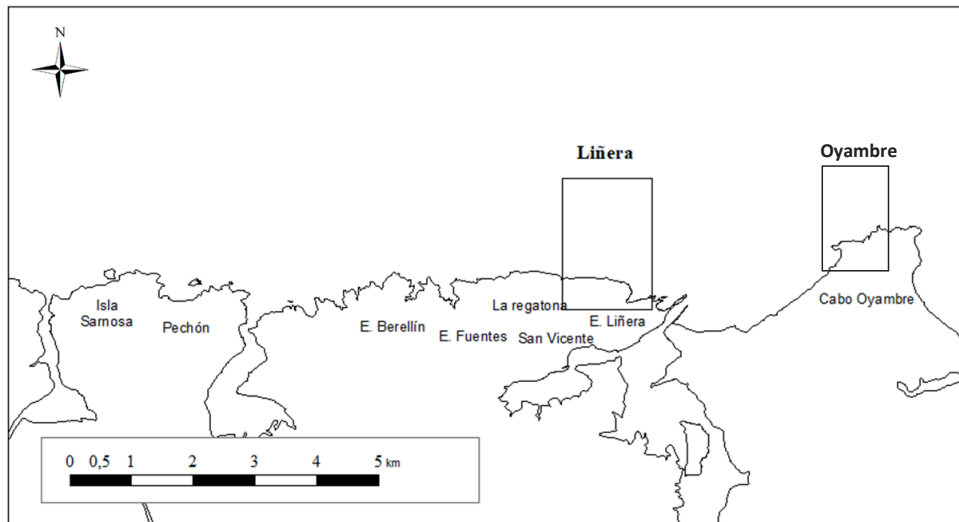 N
Liñera
Oyambre
Isla
Sarnosa
Pechón
E. Berellín
La regatona
E. Fuentes
San Vicente
E. Liñera
Cabo Oyambre
0 0,5 1 2 3 4 5 km